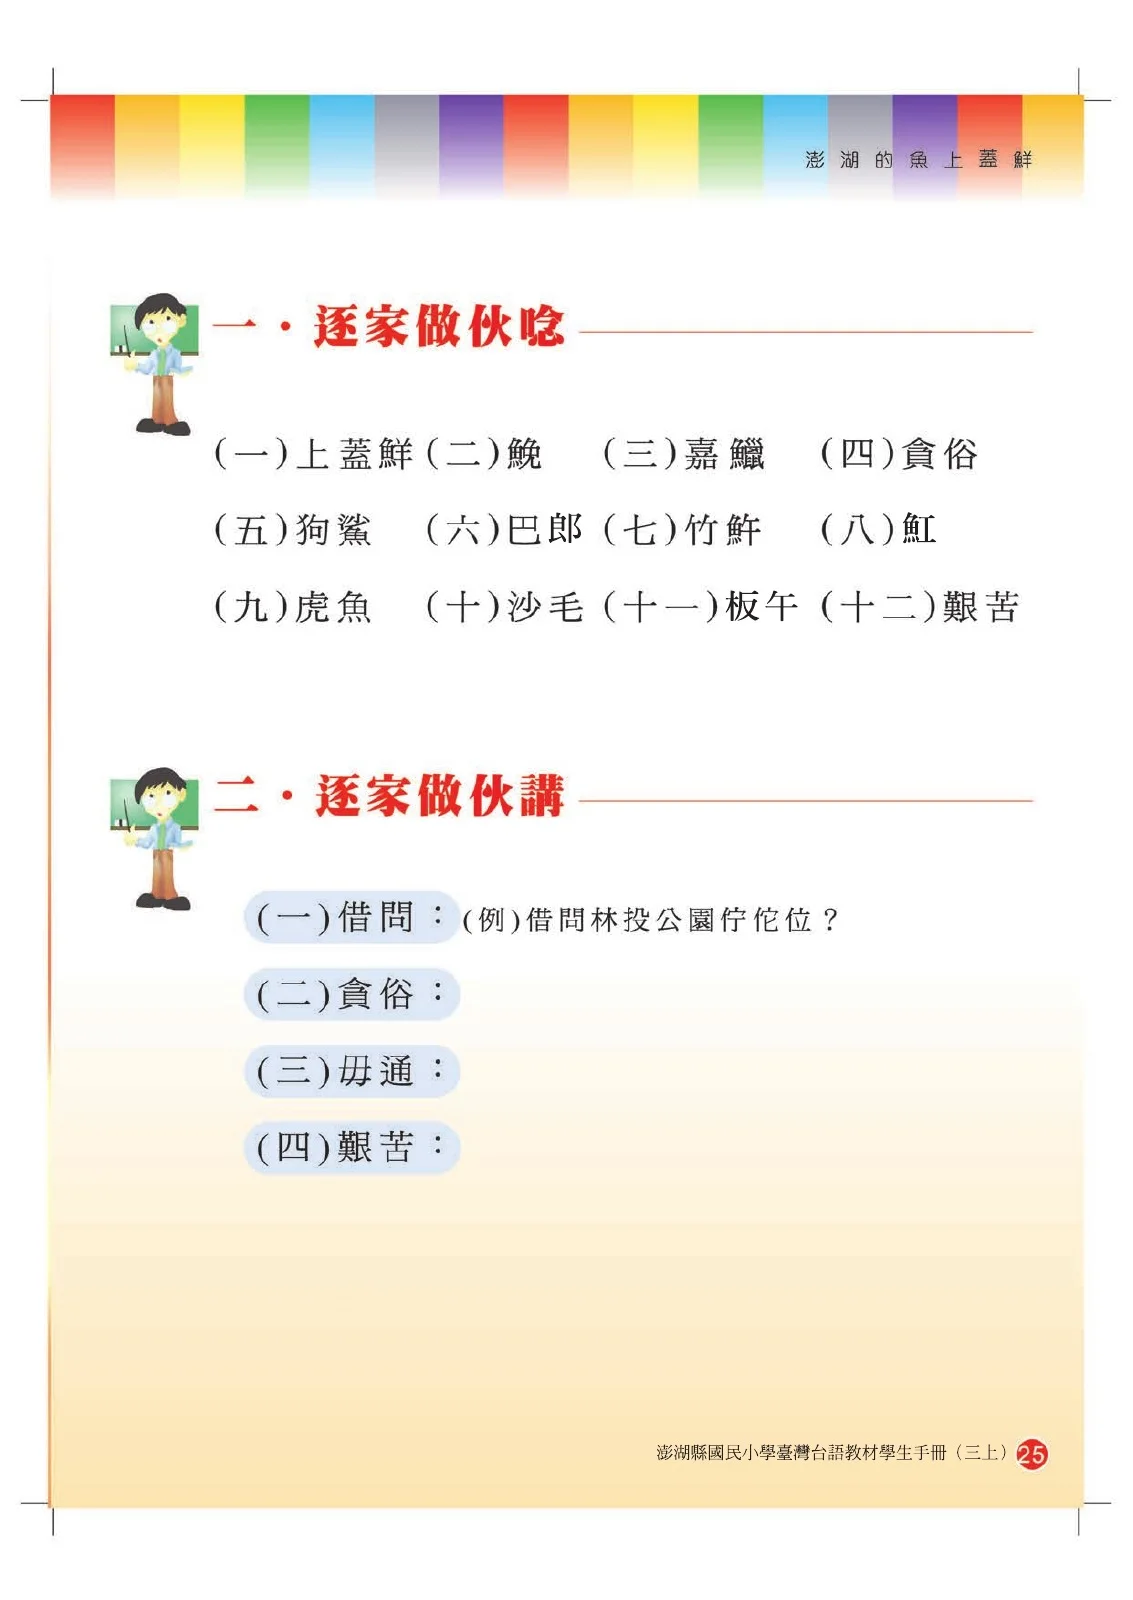 澎湖的魚上蓋鮮
一·逐家做伙唸
(一)上蓋鮮 (二)鮸 (三)嘉鱲 (四)貪俗
(五)狗鯊 (六)巴郎 (七)竹䱛 (八)魟
(九)虎魚 (十)沙毛 (十一)板午 (十二)艱苦
二·逐家做伙講
(一)借問：(例)借問林投公園佇佗位？
(二)貪俗：
(三)毋通：
(四)艱苦：
澎湖縣國民小學臺灣台語教材學生手冊（三上） 25